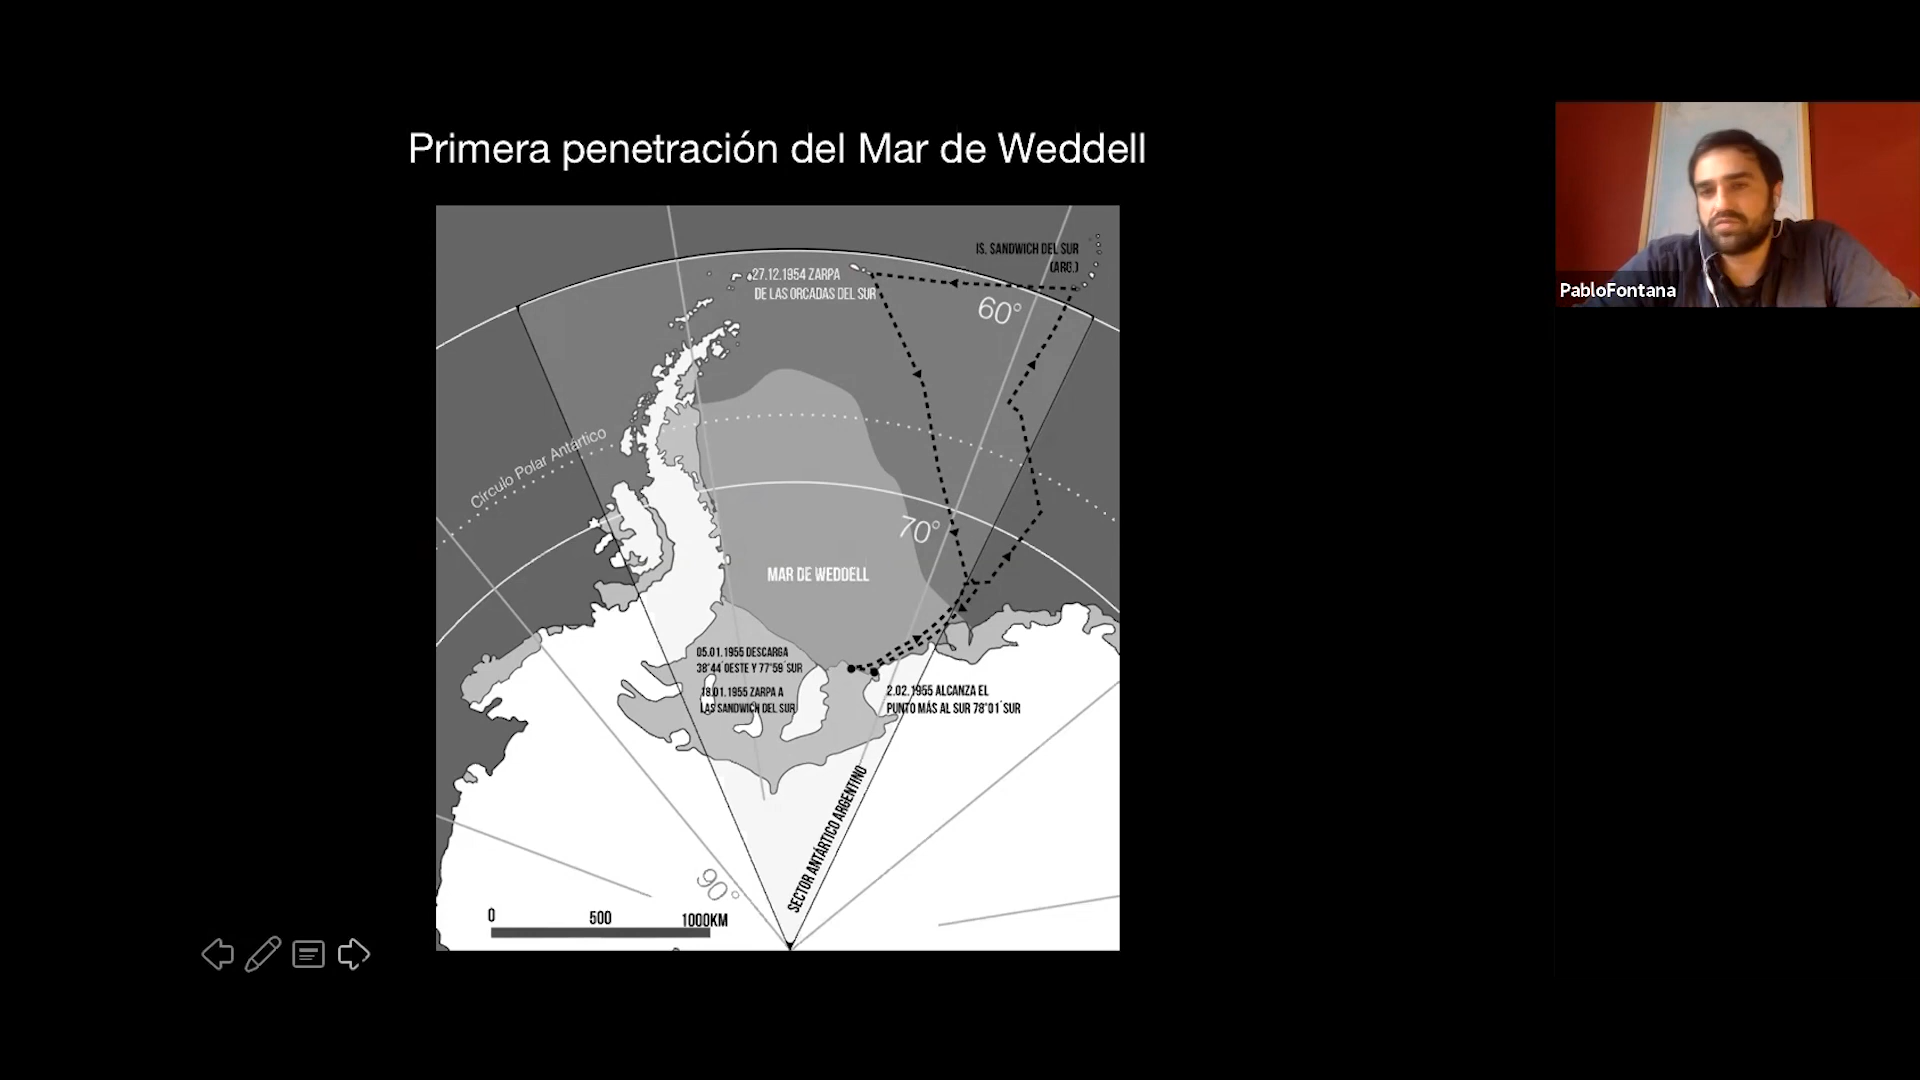 Primera penetración del Mar de Weddell
IS. SANDWICH DEL SUR
(ARG.)
27.12.1954 ZARPA
DE LAS ORCADAS DEL SUR
60°
Círculo Polar Antártico
70°
MAR DE WEDDELL
05.01.1955 DESCARGA
38°44´OESTE Y 77°59´SUR
18.01.1955 ZARPA A
LAS SANDWICH DEL SUR
2.02.1955 ALCANZA EL
PUNTO MÁS AL SUR 78°01´SUR
SECTOR ANTÁRTICO ARGENTINO
90°
0 500 1000KM
PabloFontana